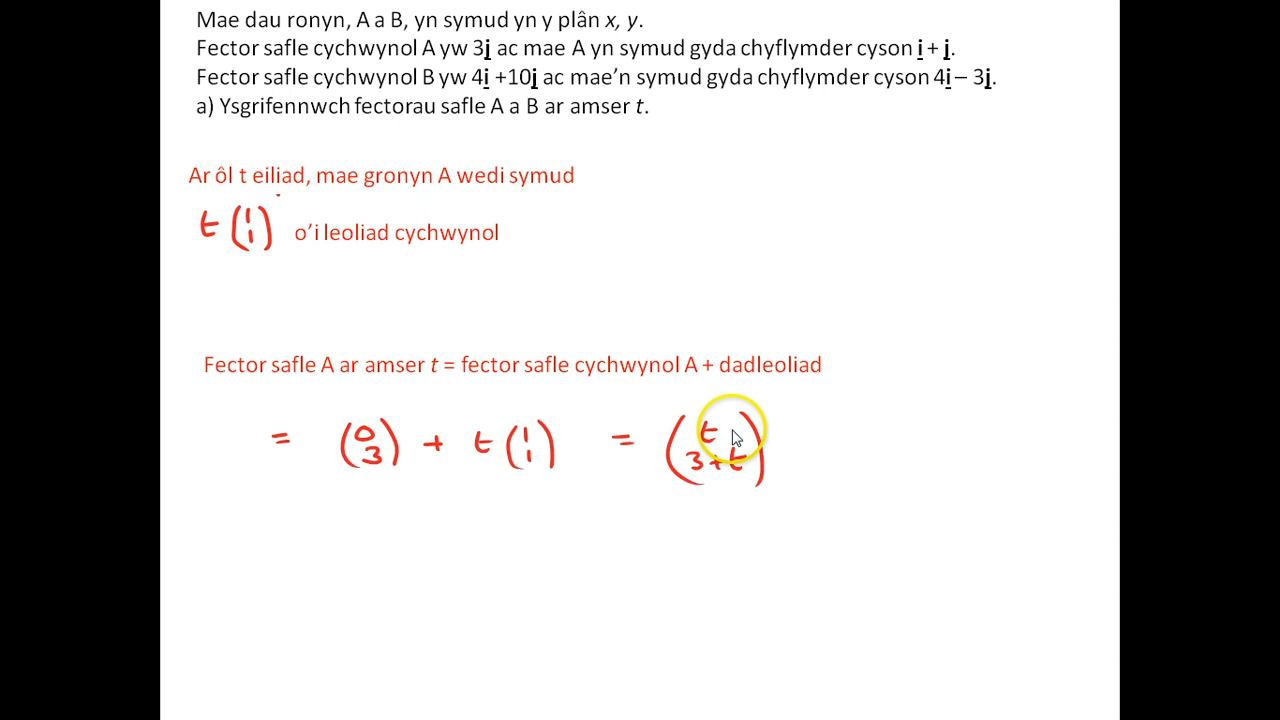 Mae dau ronyn, A a B, yn symud yn y plân x, y.
Fector safle cychwynol A yw 3j ac mae A yn symud gyda chyflymder cyson i + j.
Fector safle cychwynol B yw 4i +10j ac mae’n symud gyda chyflymder cyson 4i – 3j.
a) Ysgrifennwch fectorau safle A a B ar amser t.
Ar ôl t eiliad, mae gronyn A wedi symud
t (1 1) o’i leoliad cychwynol
Fector safle A ar amser t = fector safle cychwynol A + dadleoliad
= (0 3) + t (1 1) = (t 3+t)